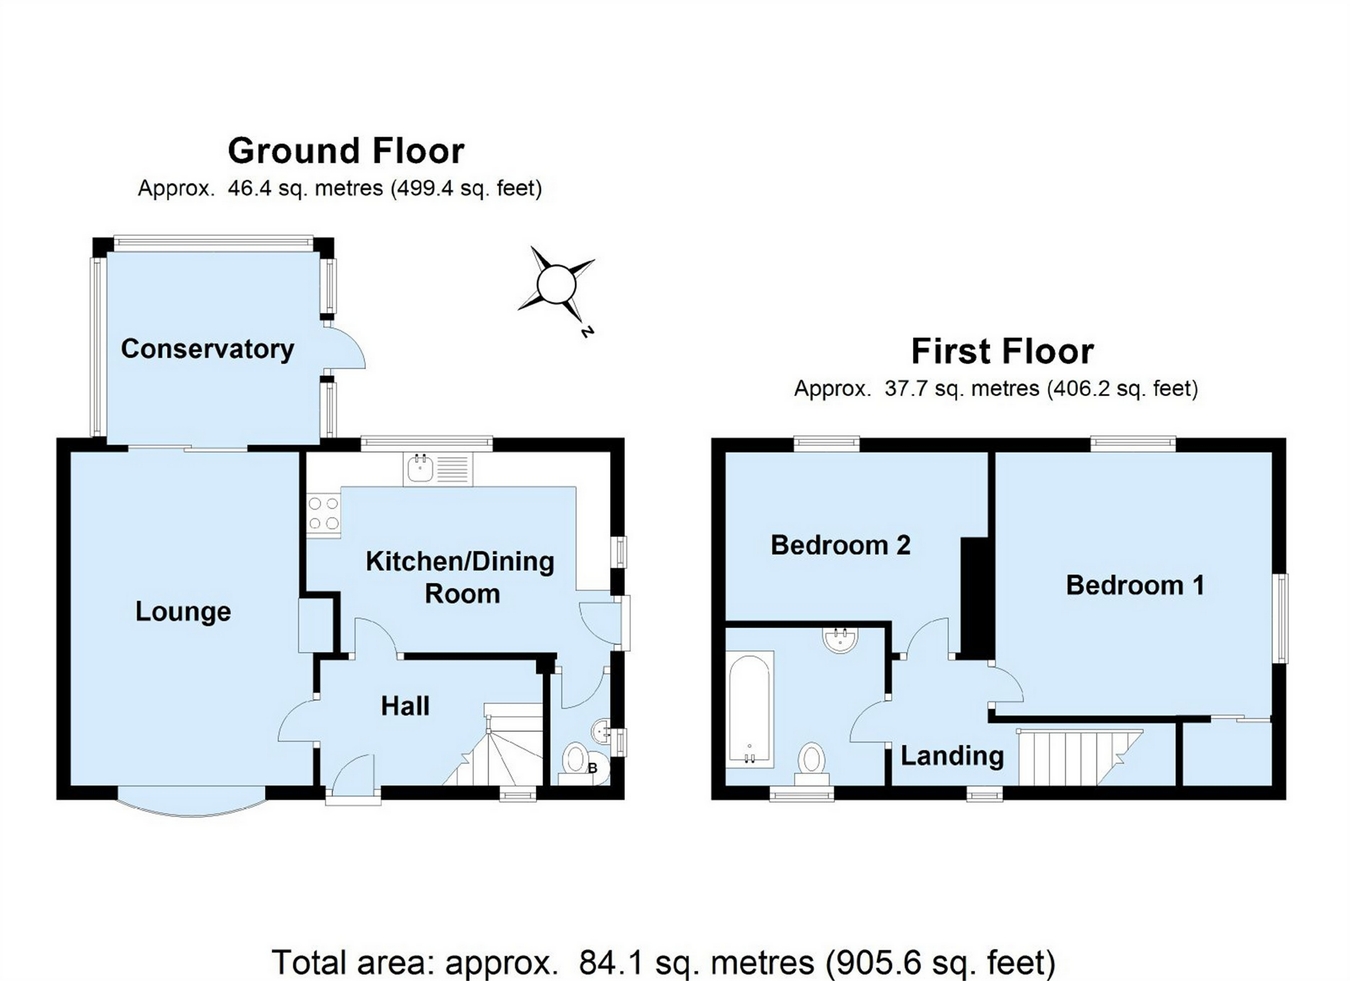 Ground Floor
Approx. 46.4 sq. metres (499.4 sq. feet)
Conservatory
N
First Floor
Approx. 37.7 sq. metres (406.2 sq. feet)
Kitchen/Dining
Room
Lounge
Hall
B
Bedroom 2
Bedroom 1
Landing
Total area: approx. 84.1 sq. metres (905.6 sq. feet)